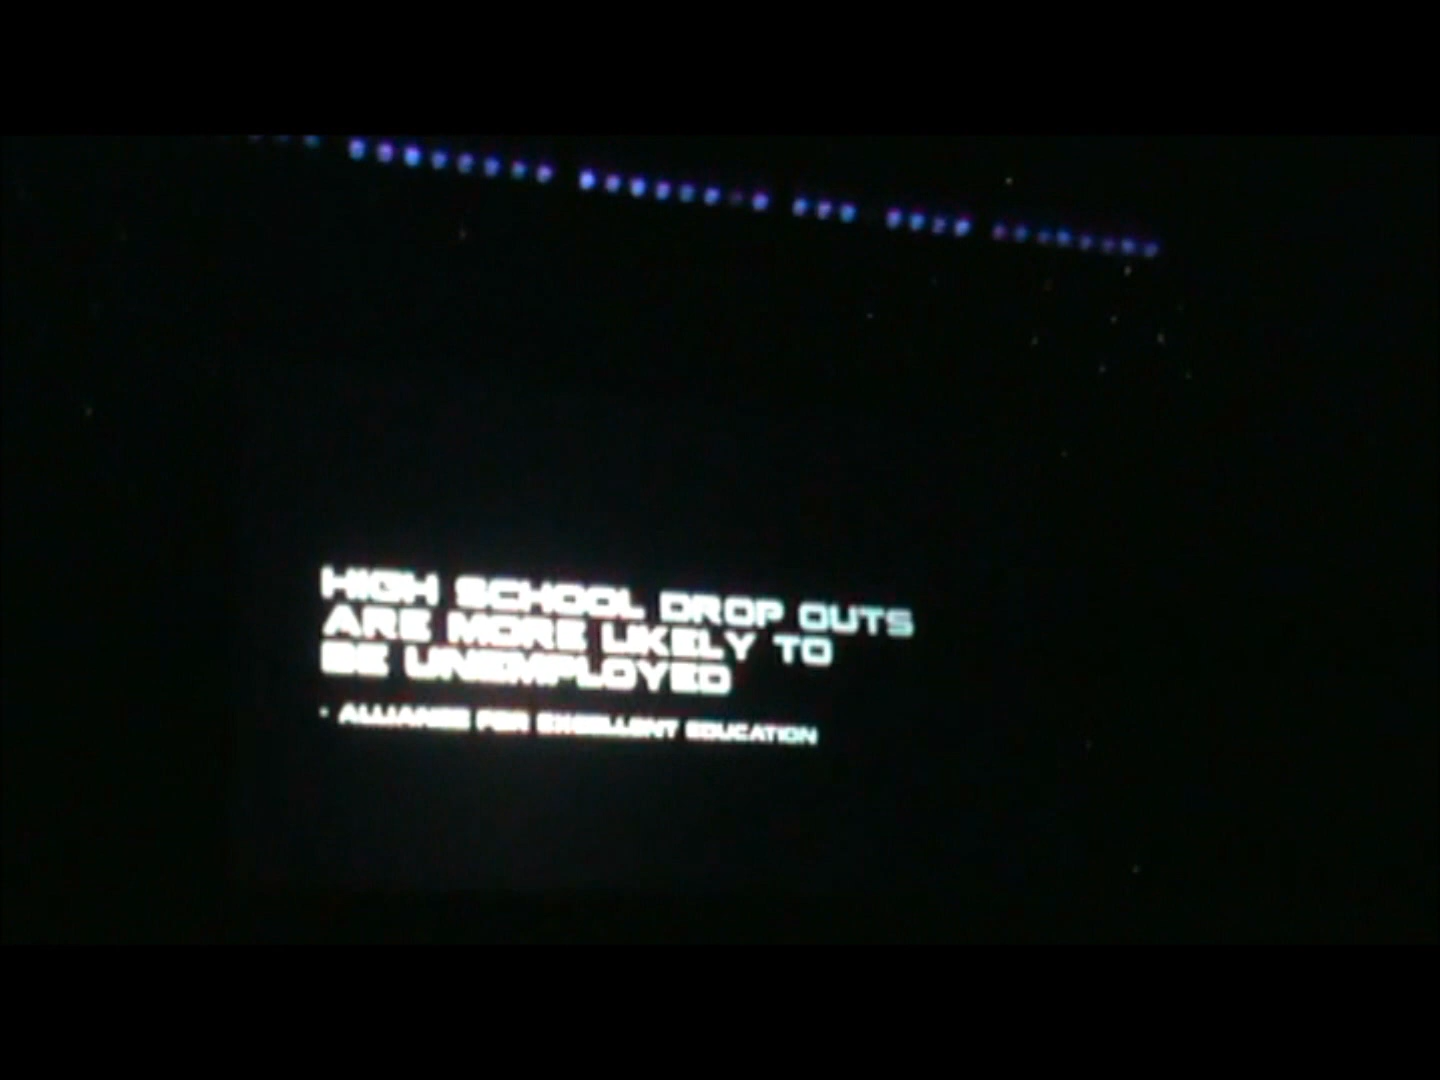 HIGH SCHOOL DROP OUTS
ARE MORE LIKELY TO
BE UNEMPLOYED
- ALLIANCE FOR EXCELLENT EDUCATION